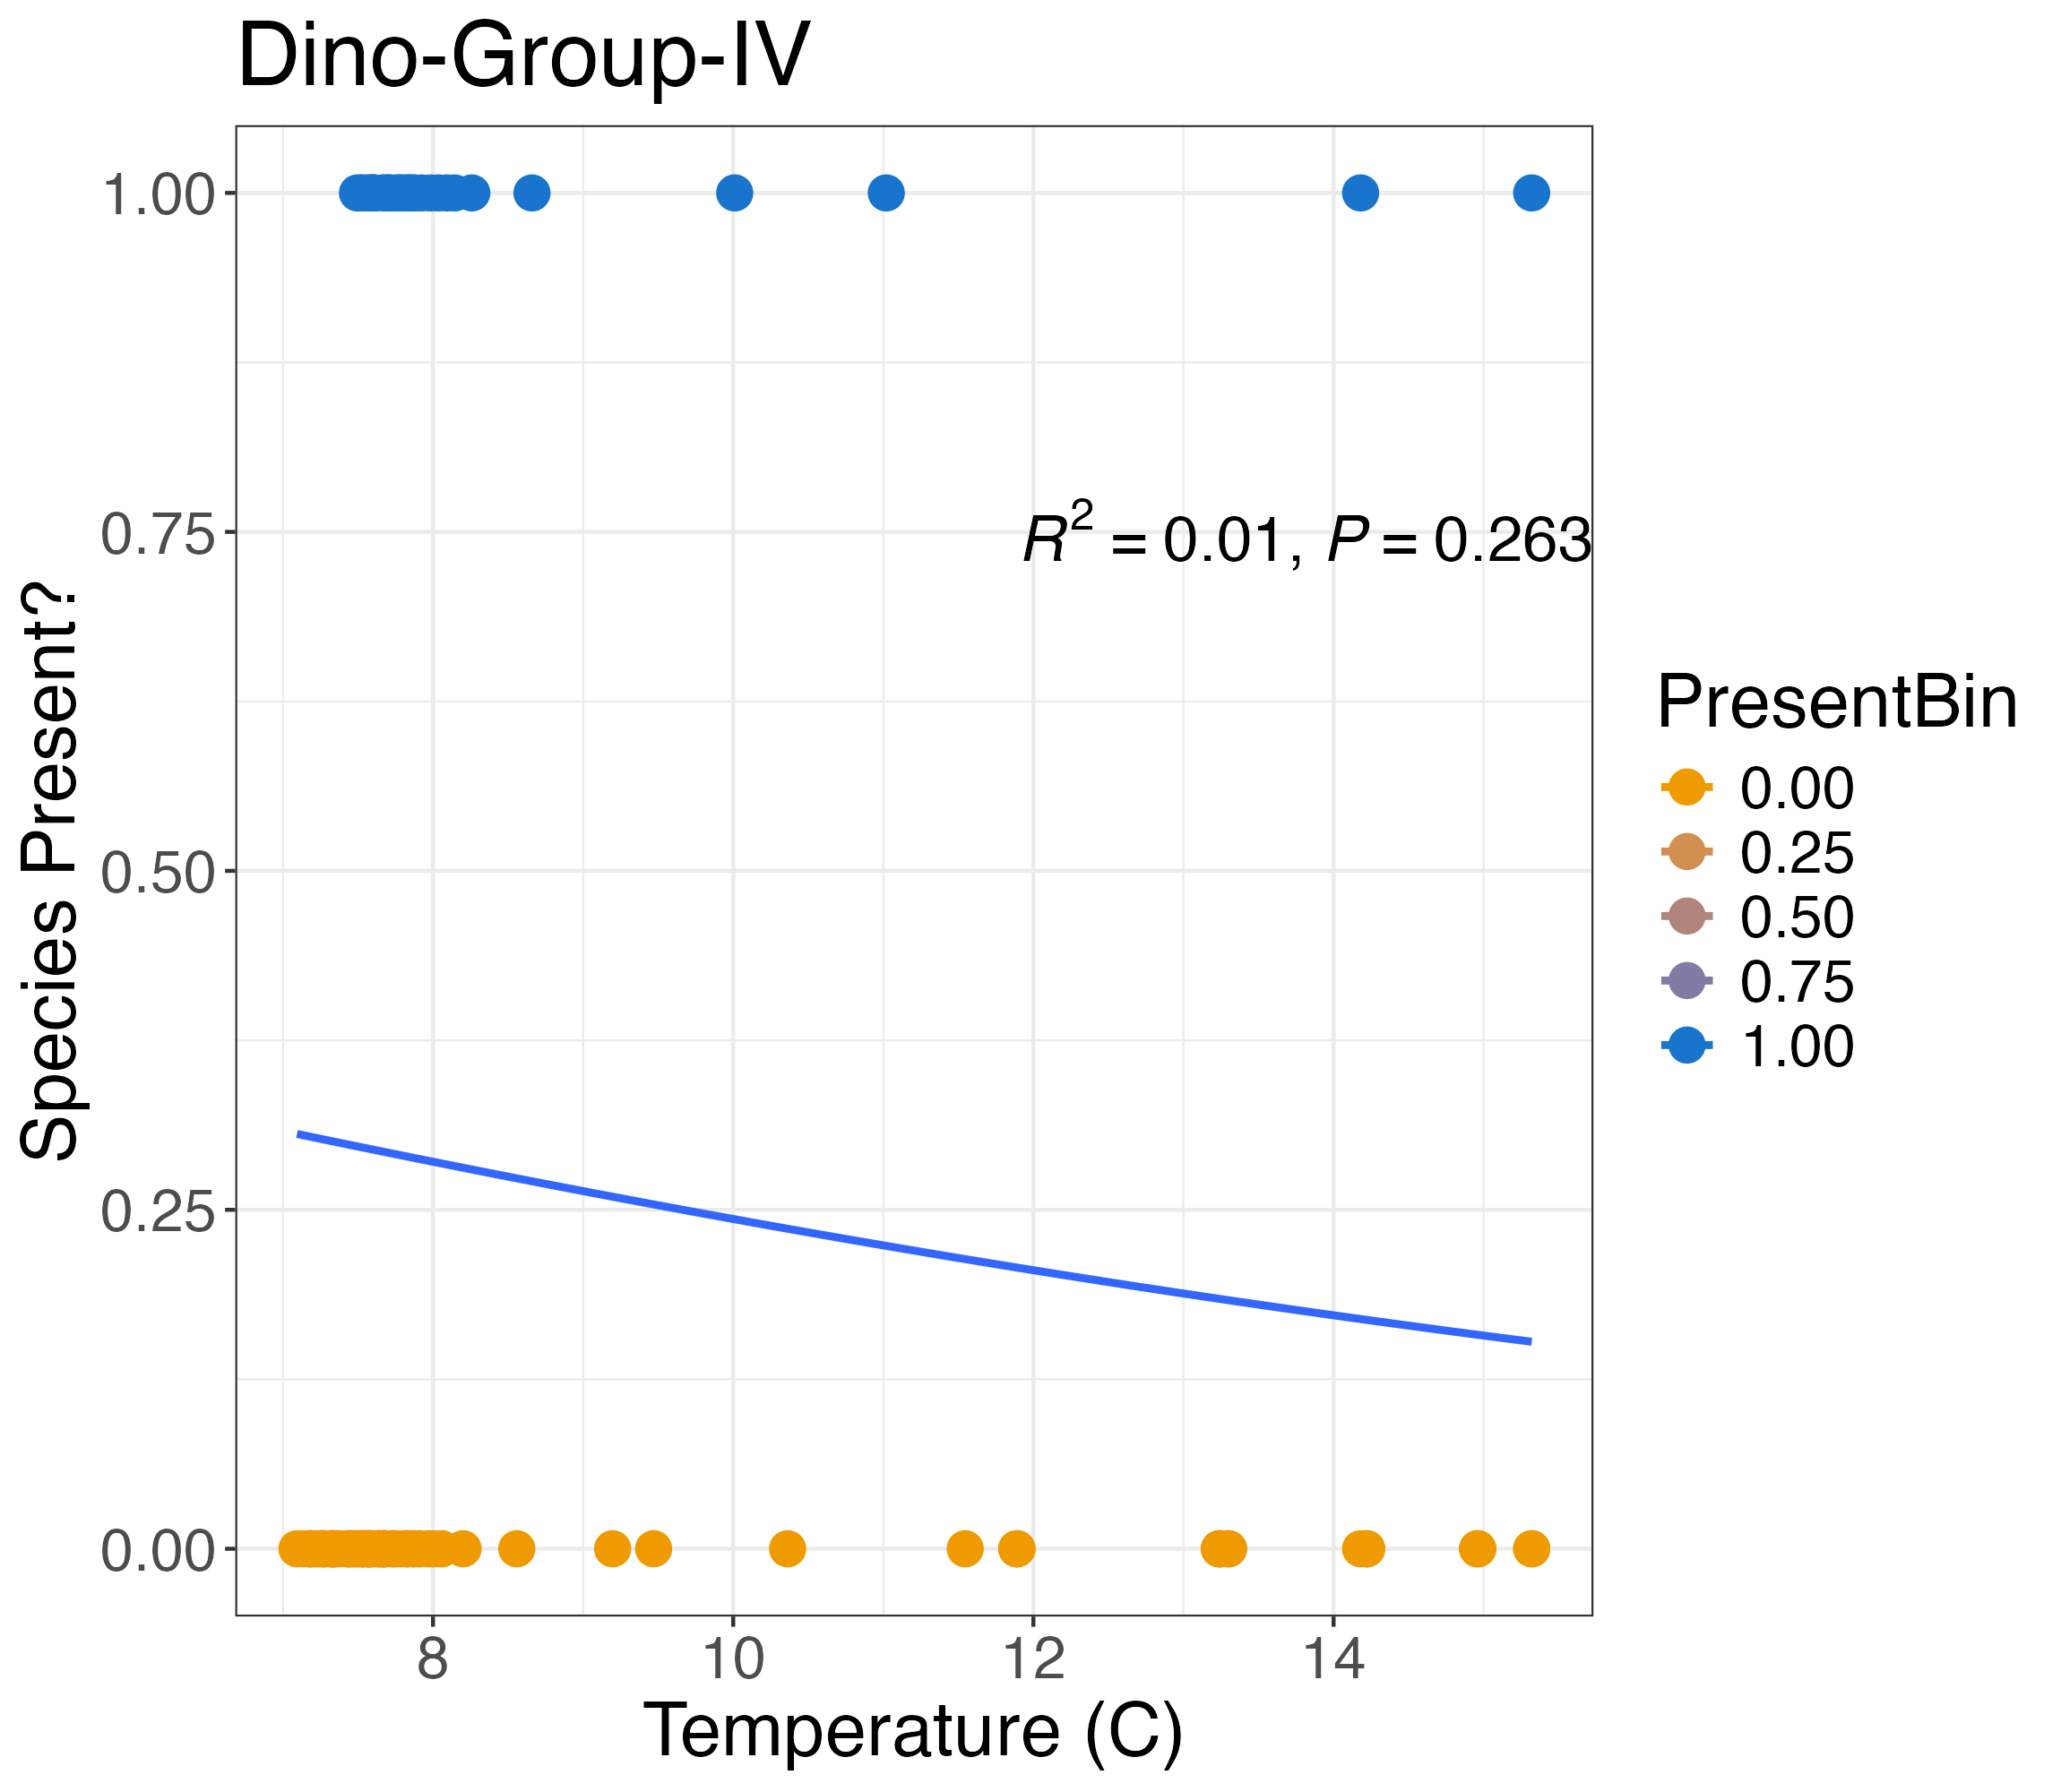 Dino-Group-IV
1.00
0.75
0.50
0.25
0.00
Species Present?
R² = 0.01, P = 0.263
8 10 12 14
Temperature (C)
PresentBin
0.00
0.25
0.50
0.75
1.00